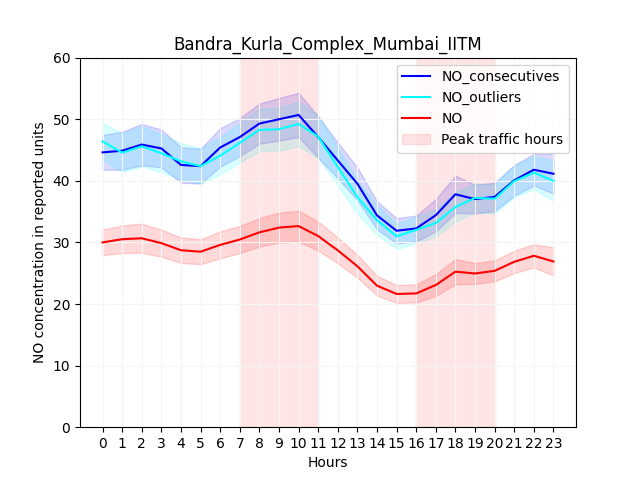 Bandra_Kurla_Complex_Mumbai_IITM
NO_consecutives
NO_outliers
NO
Peak traffic hours
NO concentration in reported units
60
50
40
30
20
10
0
0 1 2 3 4 5 6 7 8 9 10 11 12 13 14 15 16 17 18 19 20 21 22 23
Hours